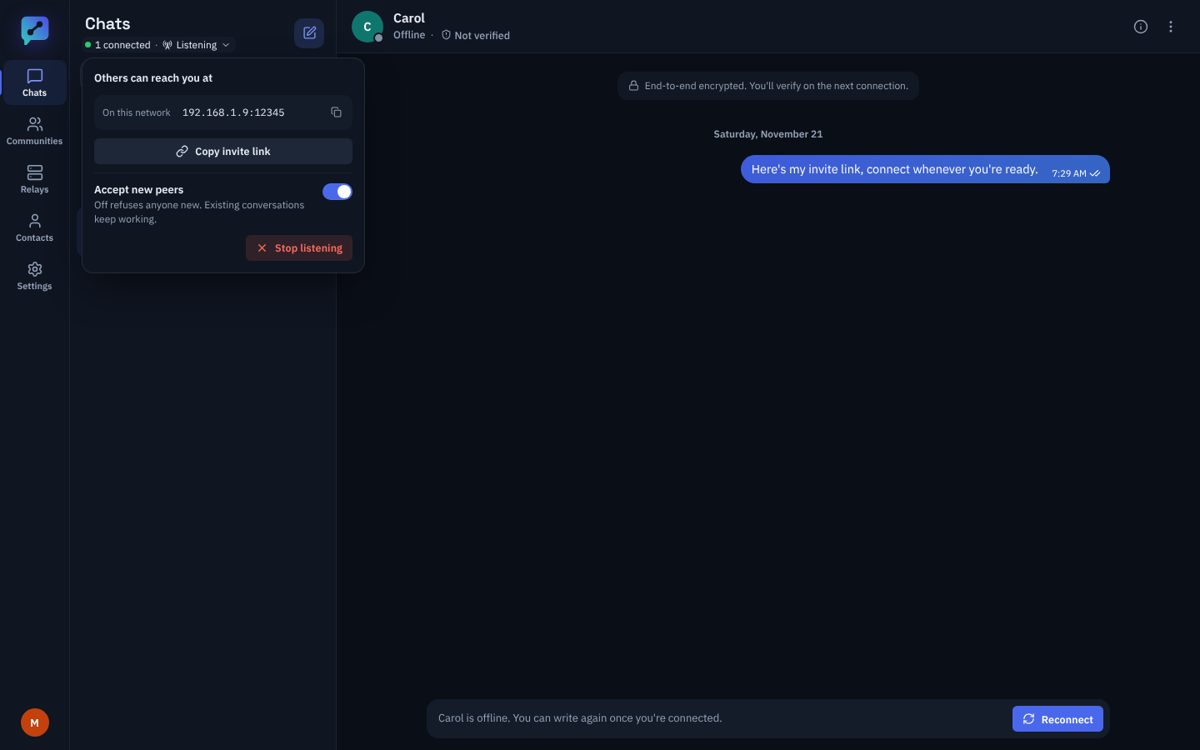 Chats
1 connected · Listening
Chats
Communities
Relays
Contacts
Settings
M
Others can reach you at
On this network 192.168.1.9:12345
Copy invite link
Accept new peers
Off refuses anyone new. Existing conversations
keep working.
Stop listening
C
Carol
Offline · Not verified
End-to-end encrypted. You'll verify on the next connection.
Saturday, November 21
Here's my invite link, connect whenever you're ready. 7:29 AM
Carol is offline. You can write again once you're connected.
Reconnect